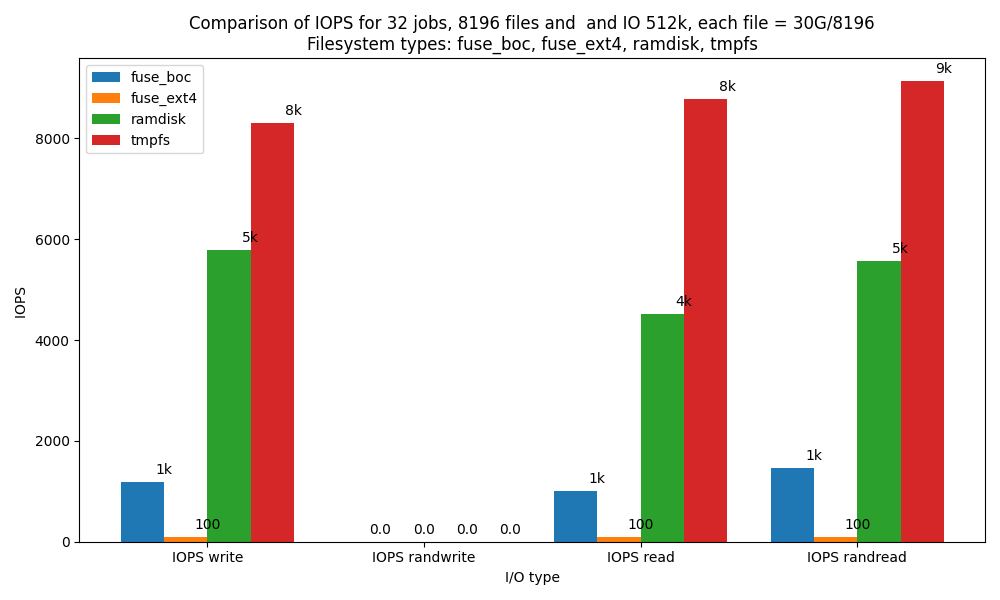 Comparison of IOPS for 32 jobs, 8196 files and  and IO 512k, each file = 30G/8196
Filesystem types: fuse_boc, fuse_ext4, ramdisk, tmpfs
fuse_boc
fuse_ext4
ramdisk
tmpfs
IOPS
8000
6000
4000
2000
0
1k
100
5k
8k
0.0
0.0
0.0
0.0
1k
100
4k
8k
1k
100
5k
9k
IOPS write
IOPS randwrite
IOPS read
IOPS randread
I/O type